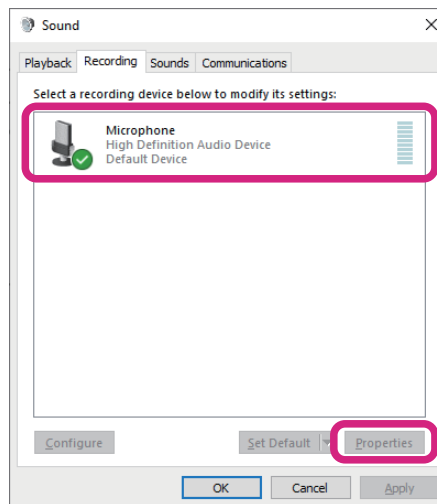 Sound
Playback Recording Sounds Communications
Select a recording device below to modify its settings:
Microphone
High Definition Audio Device
Default Device
Configure Set Default Properties
OK Cancel Apply